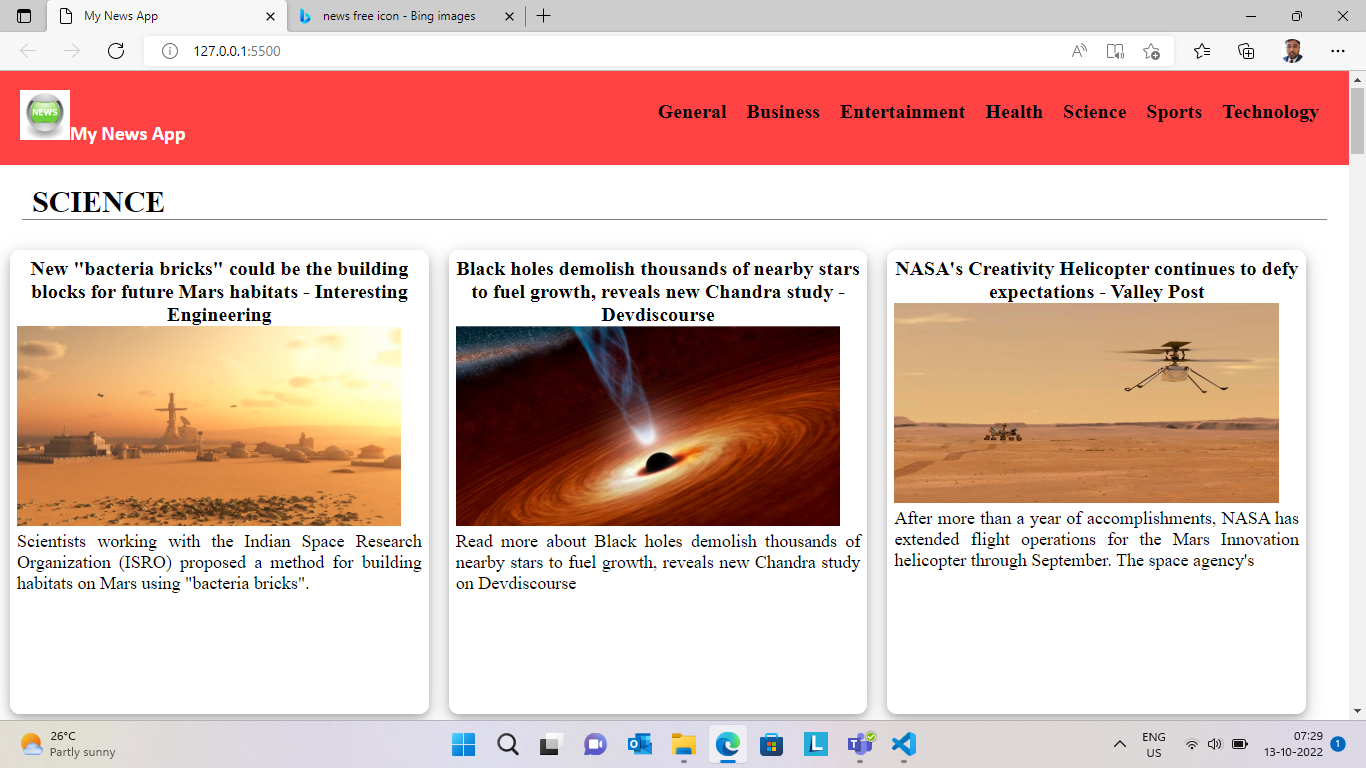 My News App
news free icon - Bing images
127.0.0.1:5500
NEWS
My News App
General Business Entertainment Health Science Sports Technology
SCIENCE
New "bacteria bricks" could be the building
blocks for future Mars habitats - Interesting
Engineering
Scientists working with the Indian Space Research
Organization (ISRO) proposed a method for building
habitats on Mars using "bacteria bricks".
Black holes demolish thousands of nearby stars
to fuel growth, reveals new Chandra study -
Devdiscourse
Read more about Black holes demolish thousands of
nearby stars to fuel growth, reveals new Chandra study
on Devdiscourse
NASA's Creativity Helicopter continues to defy
expectations - Valley Post
After more than a year of accomplishments, NASA has
extended flight operations for the Mars Innovation
helicopter through September. The space agency's
26°C
Partly sunny
ENG
US
07:29
13-10-2022
1